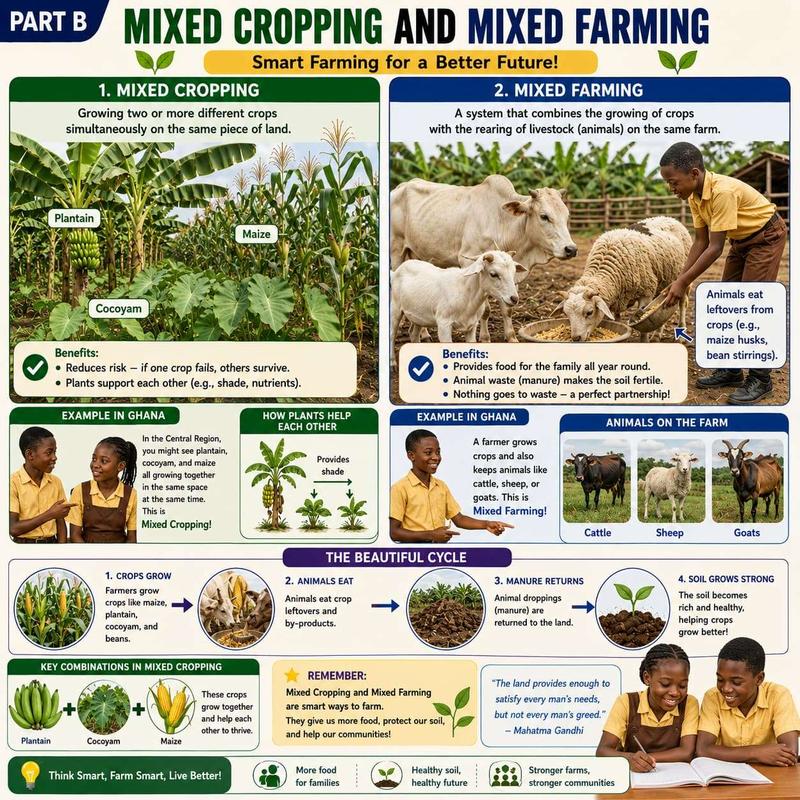 PART B
MIXED CROPPING AND MIXED FARMING
Smart Farming for a Better Future!
1. MIXED CROPPING
Growing two or more different crops
simultaneously on the same piece of land.
Plantain
Maize
Cocoyam
Benefits:
• Reduces risk – if one crop fails, others survive.
• Plants support each other (e.g., shade, nutrients).
2. MIXED FARMING
A system that combines the growing of crops
with the rearing of livestock (animals) on the same farm.
Animals eat
leftovers from
crops (e.g.,
maize husks,
bean stirrings).
Benefits:
• Provides food for the family all year round.
• Animal waste (manure) makes the soil fertile.
• Nothing goes to waste – a perfect partnership!
EXAMPLE IN GHANA
In the Central Region,
you might see plantain,
cocoyam, and maize
all growing together
in the same space
at the same time.
This is
Mixed Cropping!
HOW PLANTS HELP
EACH OTHER
Provides
shade
EXAMPLE IN GHANA
A farmer grows
crops and also
keeps animals like
cattle, sheep, or
goats. This is
Mixed Farming!
ANIMALS ON THE FARM
Cattle
Sheep
Goats
THE BEAUTIFUL CYCLE
1. CROPS GROW
Farmers grow
crops like maize,
plantain,
cocoyam, and
beans.
2. ANIMALS EAT
Animals eat crop
leftovers and
by-products.
3. MANURE RETURNS
Animal droppings
(manure) are
returned to the land.
4. SOIL GROWS STRONG
The soil becomes
rich and healthy,
helping crops
grow better!
KEY COMBINATIONS IN MIXED CROPPING
Plantain
+
Cocoyam
+
Maize
These crops
grow together
and help each
other to thrive.
REMEMBER:
Mixed Cropping and Mixed Farming
are smart ways to farm.
They give us more food, protect our soil,
and help our communities!
"The land provides enough to
satisfy every man's needs,
but not every man's greed."
– Mahatma Gandhi
Think Smart, Farm Smart, Live Better!
More food
for families
Healthy soil,
healthy future
Stronger farms,
stronger communities